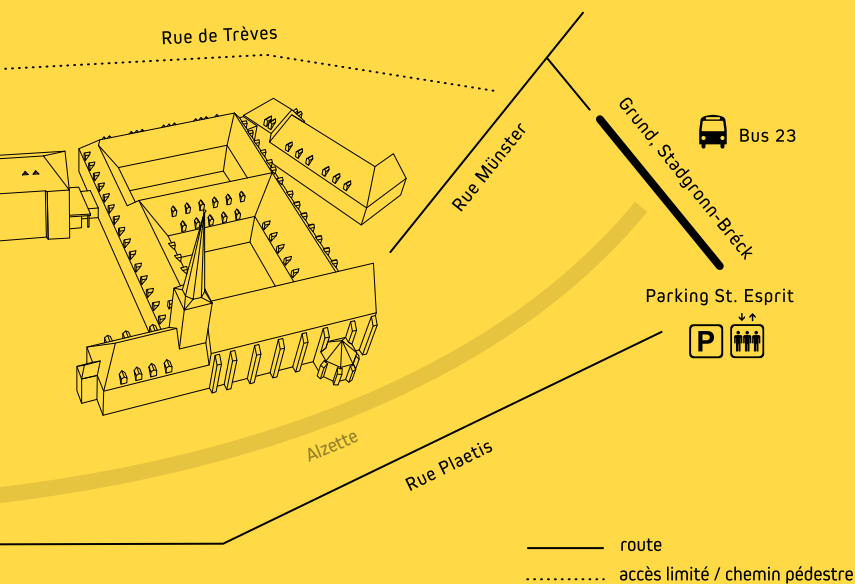 Rue de Trèves
Rue Münster
Grund, Stadgronn-Bréck
Bus 23
Parking St. Esprit
P
Alzette
Rue Plaetis
route
accès limité / chemin pédestre